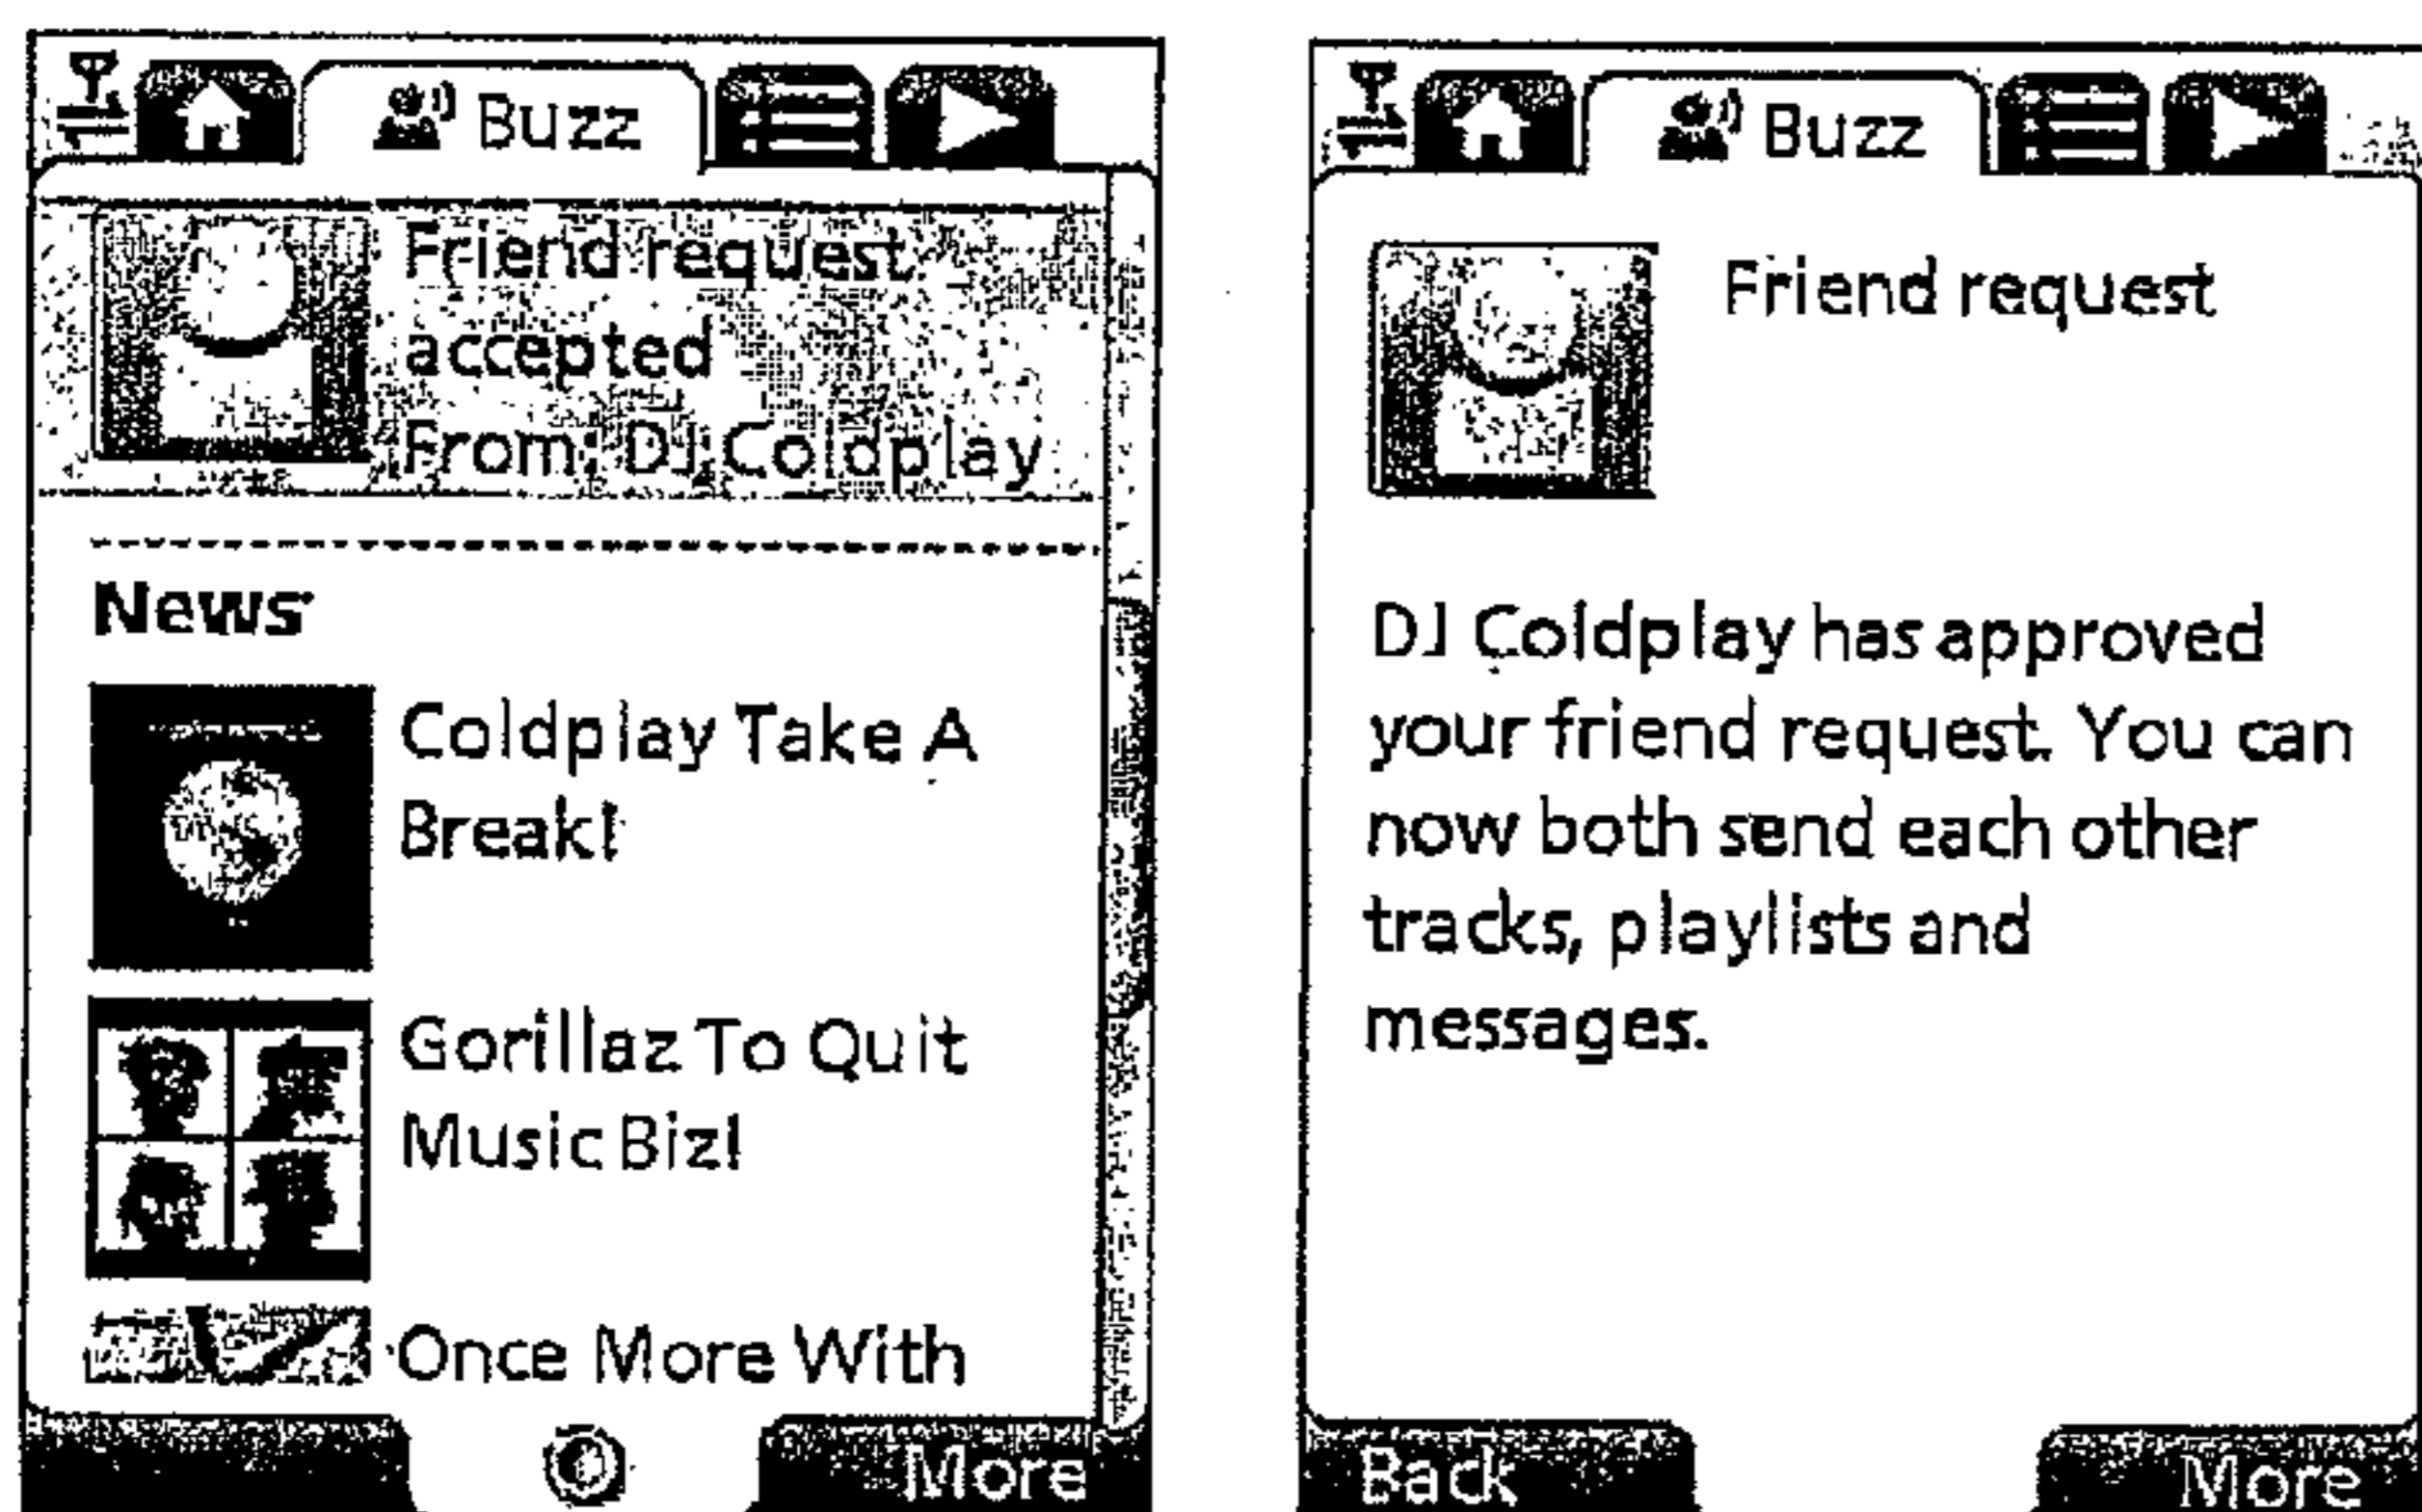 Buzz
Friend request
accepted
From: DJ Coldplay
News
Coldplay Take A
Break!
Gorillaz To Quit
Music Biz!
Once More With
More
Buzz
Friend request
DJ Coldplay has approved
your friend request. You can
now both send each other
tracks, playlists and
messages.
Back
More